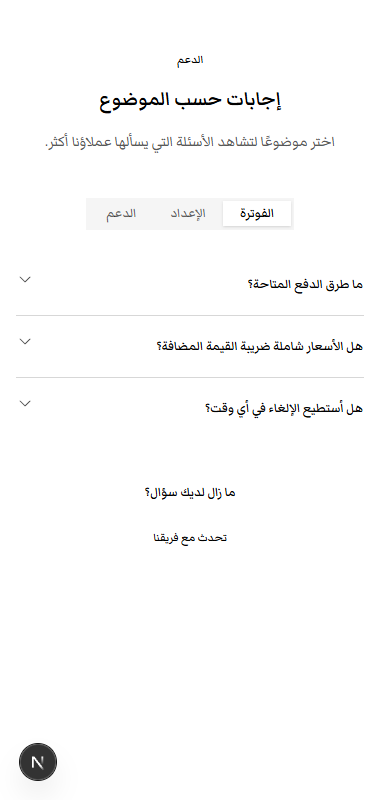 الدعم
إجابات حسب الموضوع
اختر موضوعًا لتشاهد الأسئلة التي يسألها عملاؤنا أكثر.
الفوترة
الإعداد
الدعم
ما طرق الدفع المتاحة؟
هل الأسعار شاملة ضريبة القيمة المضافة؟
هل أستطيع الإلغاء في أي وقت؟
ما زال لديك سؤال؟
تحدث مع فريقنا
N